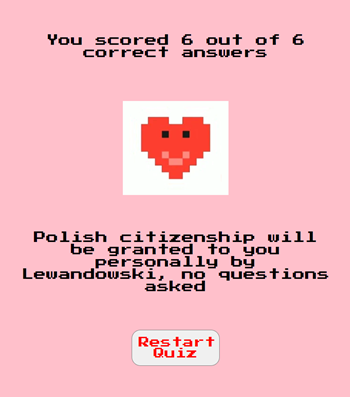 You scored 6 out of 6
correct answers
Polish citizenship will
be granted to you
personally by
Lewandowski, no questions
asked
Restart
Quiz